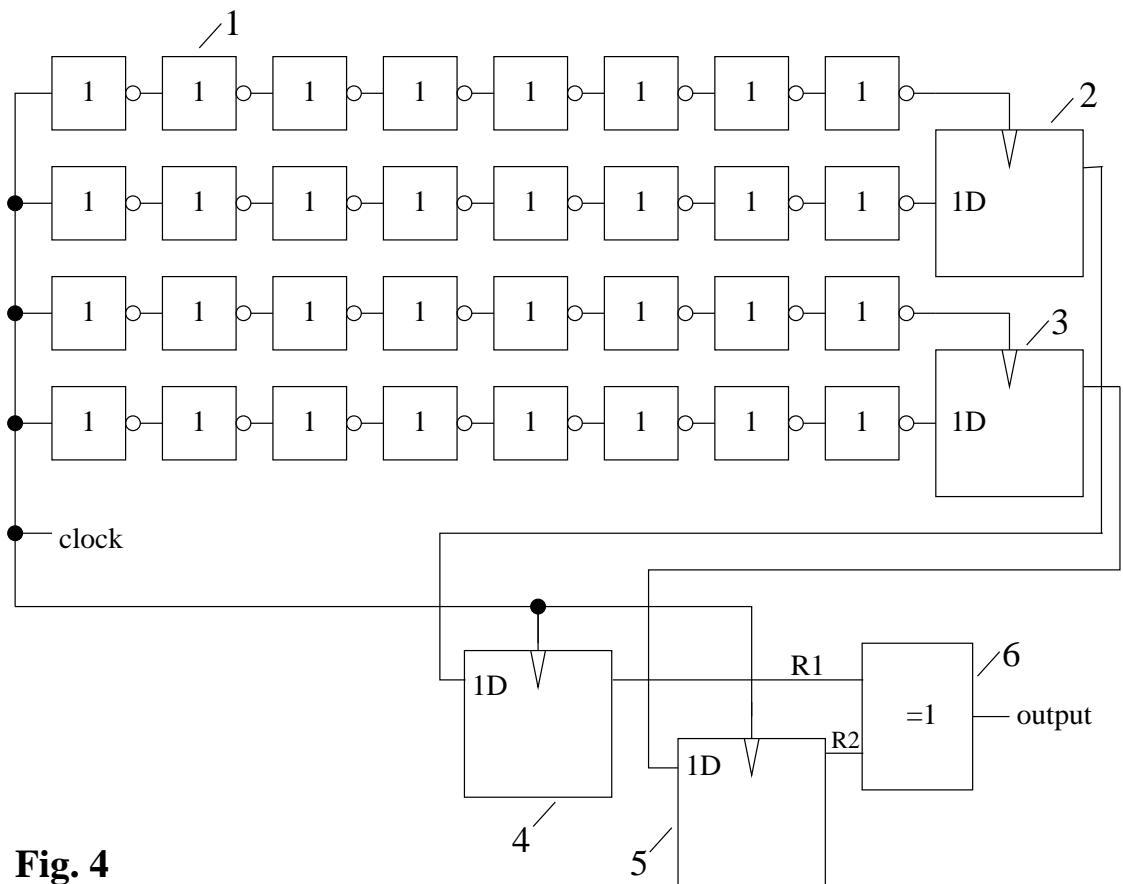 1
1 1 1 1 1 1 1 1
2
1 1 1 1 1 1 1 1 1D
3
1 1 1 1 1 1 1 1
1 1 1 1 1 1 1 1 1D
clock
6
1D R1
=1 output
R2
1D
4
5
Fig. 4